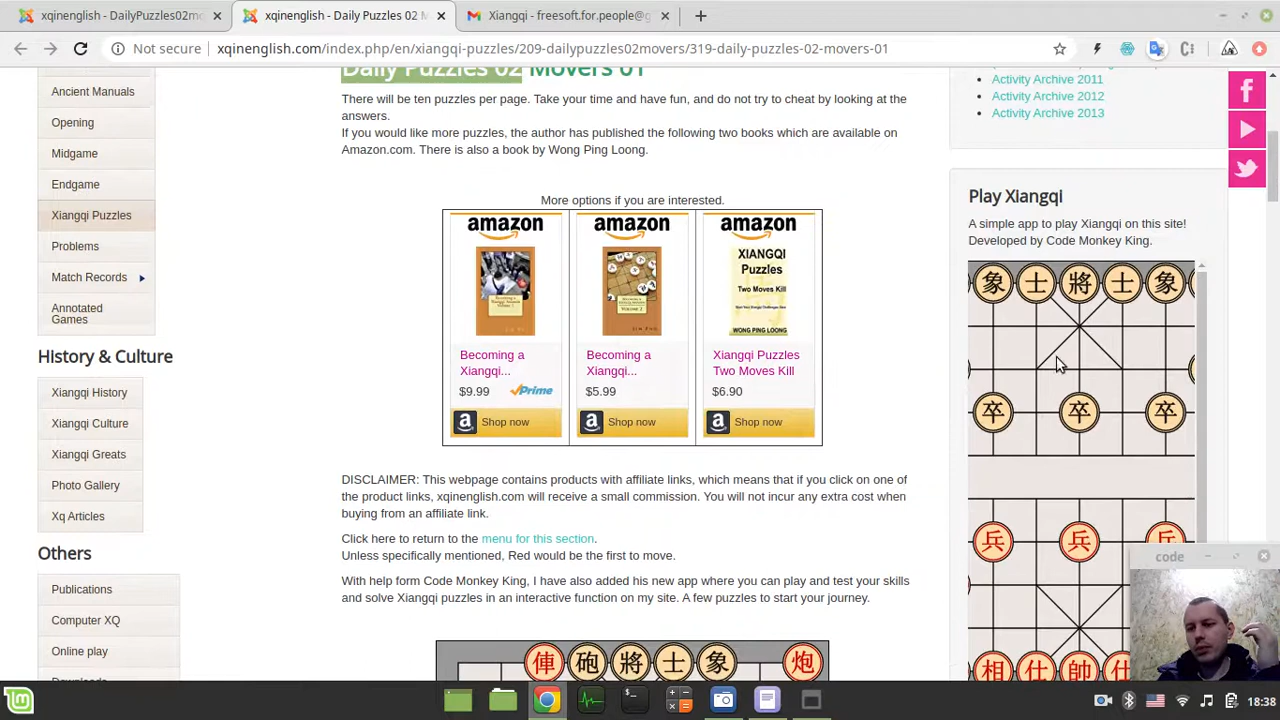 xqinenglish - DailyPuzzles02mo
xqinenglish - Daily Puzzles 02 M
Xiangqi - freesoft.for.people@g
Not secure
xqinenglish.com/index.php/en/xiangqi-puzzles/209-dailypuzzles02movers/319-daily-puzzles-02-movers-01
Ancient Manuals
Opening
Midgame
Endgame
Xiangqi Puzzles
Problems
Match Records
Annotated
Games
History & Culture
Xiangqi History
Xiangqi Culture
Xiangqi Greats
Photo Gallery
Xq Articles
Others
Publications
Computer XQ
Online play
Daily Puzzles 02 Movers 01
There will be ten puzzles per page. Take your time and have fun, and do not try to cheat by looking at the
answers.
If you would like more puzzles, the author has published the following two books which are available on
Amazon.com. There is also a book by Wong Ping Loong.
More options if you are interested.
amazon
Becoming a
Xiangqi...
$9.99
Prime
Shop now
amazon
Becoming a
Xiangqi...
$5.99
Shop now
amazon
XIANGQI
Puzzles
Two Moves Kill
WONG PING LOONG
Xiangqi Puzzles
Two Moves Kill
$6.90
Shop now
DISCLAIMER: This webpage contains products with affiliate links, which means that if you click on one of
the product links, xqinenglish.com will receive a small commission. You will not incur any extra cost when
buying from an affiliate link.
Click here to return to the menu for this section.
Unless specifically mentioned, Red would be the first to move.
With help form Code Monkey King, I have also added his new app where you can play and test your skills
and solve Xiangqi puzzles in an interactive function on my site. A few puzzles to start your journey.
俥 砲 將 士 象 炮
Activity Archive 2011
Activity Archive 2012
Activity Archive 2013
Play Xiangqi
A simple app to play Xiangqi on this site!
Developed by Code Monkey King.
象 士 將 士 象
卒 卒 卒
兵 兵 兵
相 仕 帥 仕
code
18:38